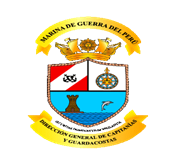 MARINA DE GUERRA DEL PERÚ
DIRECCIÓN GENERAL DE CAPITANÍAS
Y GUARDACOSTAS